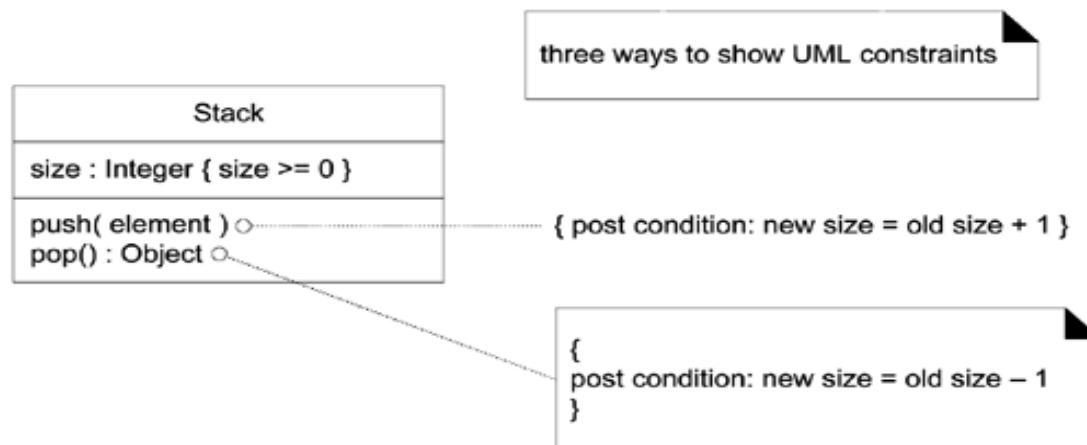 three ways to show UML constraints
Stack
size : Integer { size >= 0 }
push( element )
{ post condition: new size = old size + 1 }
pop() : Object
{
post condition: new size = old size – 1
}